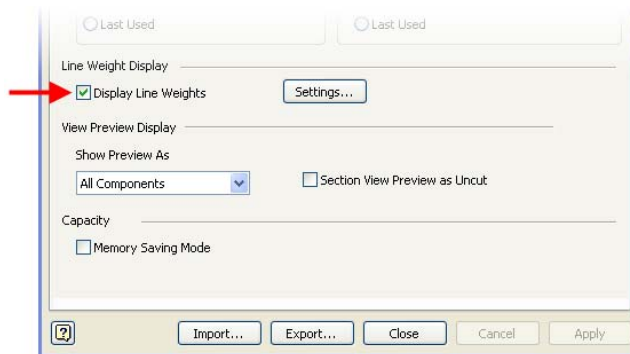 Last Used Last Used
Line Weight Display
Display Line Weights Settings...
View Preview Display
Show Preview As
All Components Section View Preview as Uncut
Capacity
Memory Saving Mode
? Import... Export... Close Cancel Apply